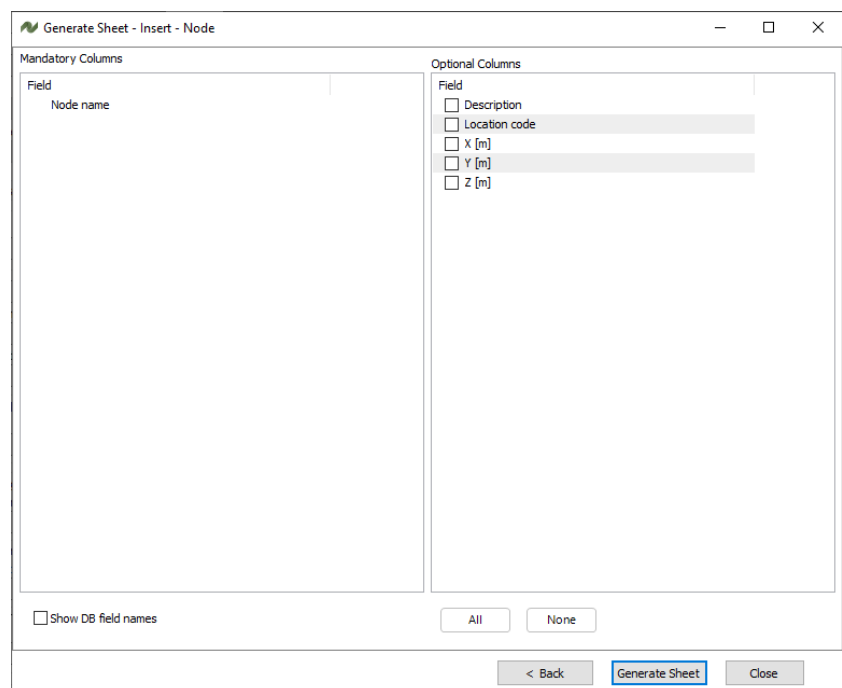 Generate Sheet - Insert - Node
Mandatory Columns
Field
Node name
Optional Columns
Field
Description
Location code
X [m]
Y [m]
Z [m]
Show DB field names
All
None
< Back
Generate Sheet
Close